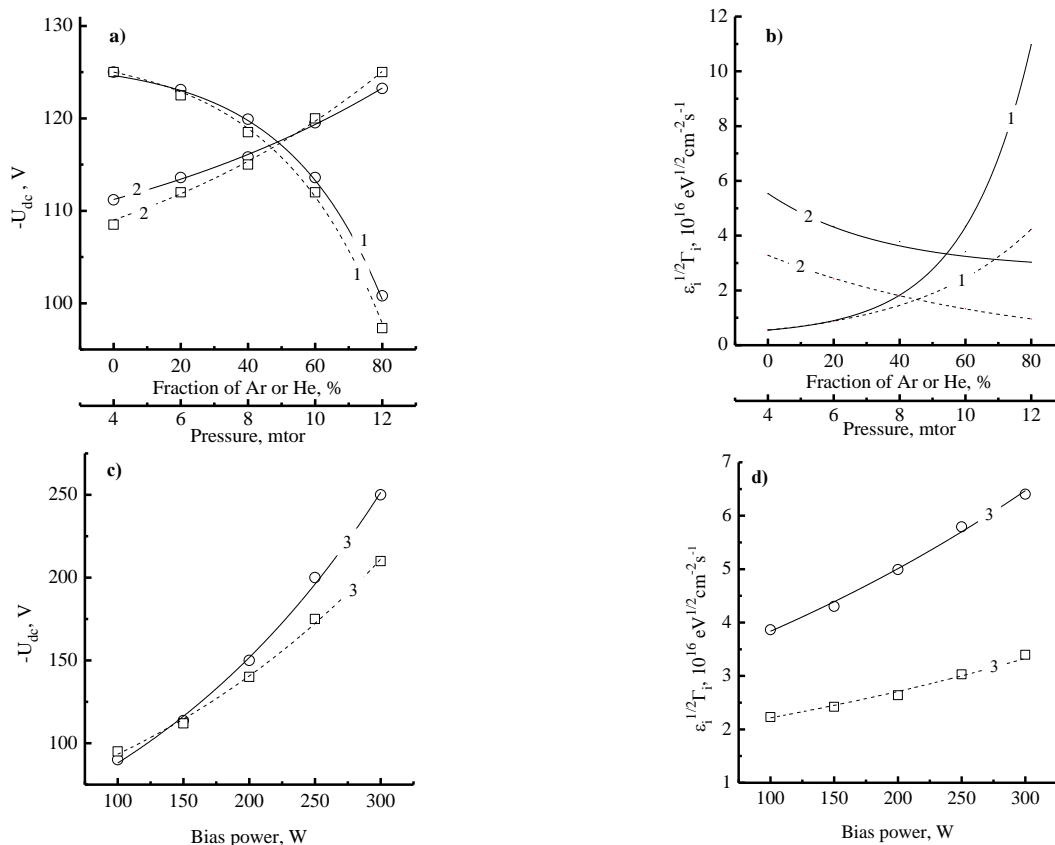 a)
-U_dc, V
130
120
110
100
1
1
2
2
0 20 40 60 80
Fraction of Ar or He, %
4 6 8 10 12
Pressure, mtor
b)
ε_i^1/2Γ_i, 10^16 eV^1/2cm^-2s^-1
12
10
8
6
4
2
0
1
1
2
2
0 20 40 60 80
Fraction of Ar or He, %
4 6 8 10 12
Pressure, mtor
c)
-U_dc, V
250
200
150
100
3
3
100 150 200 250 300
Bias power, W
d)
ε_i^1/2Γ_i, 10^16 eV^1/2cm^-2s^-1
7
6
5
4
3
2
1
3
3
100 150 200 250 300
Bias power, W